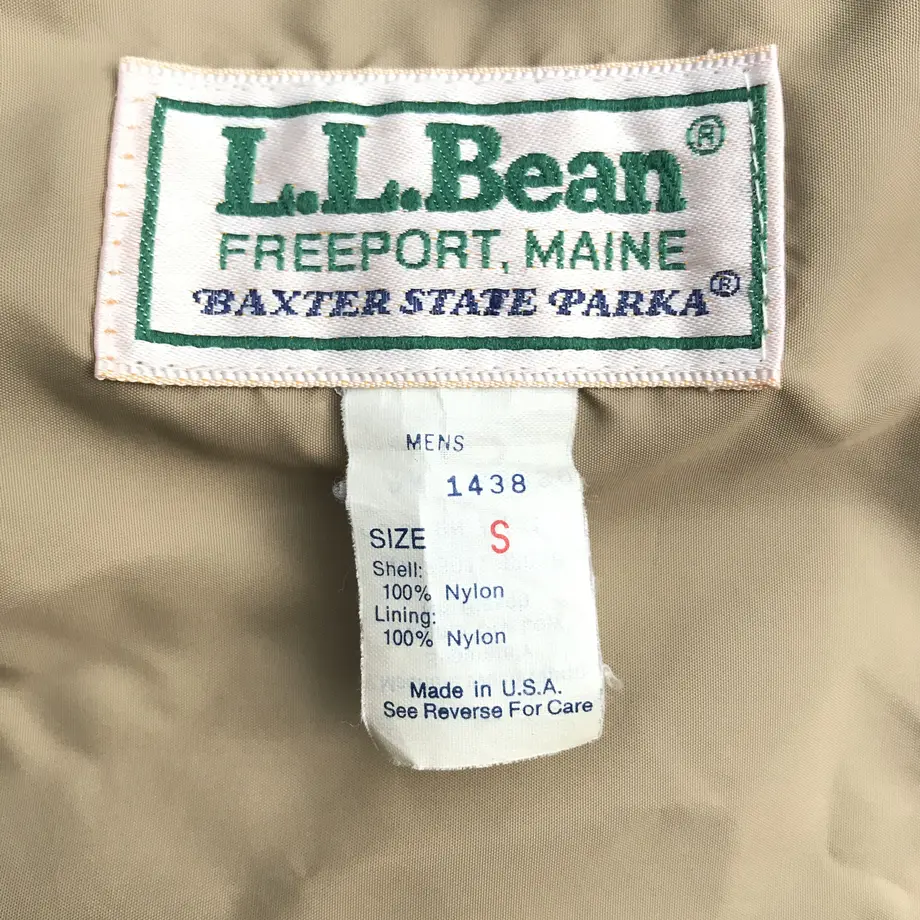 L.L.Bean®
FREEPORT, MAINE
BAXTER STATE PARKA®
MENS
1438
SIZE S
Shell:
100% Nylon
Lining:
100% Nylon
Made in U.S.A.
See Reverse For Care